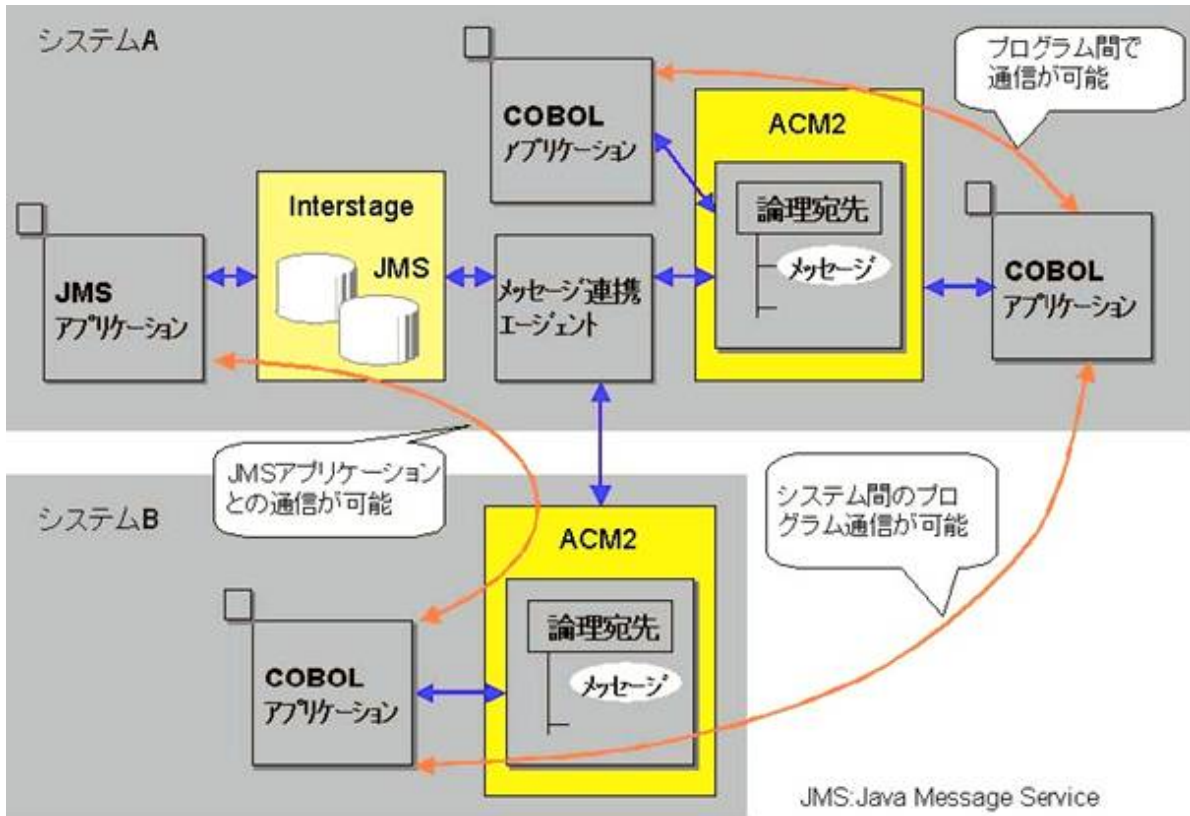 システムA
プログラム間で
通信が可能
COBOL
アプリケーション
ACM2
Interstage
JMS
論理宛先
メッセージ
JMS
アプリケーション
メッセージ連携
エージェント
COBOL
アプリケーション
JMSアプリケーション
との通信が可能
システム間のプロ
グラム通信が可能
システムB
ACM2
論理宛先
メッセージ
COBOL
アプリケーション
JMS:Java Message Service